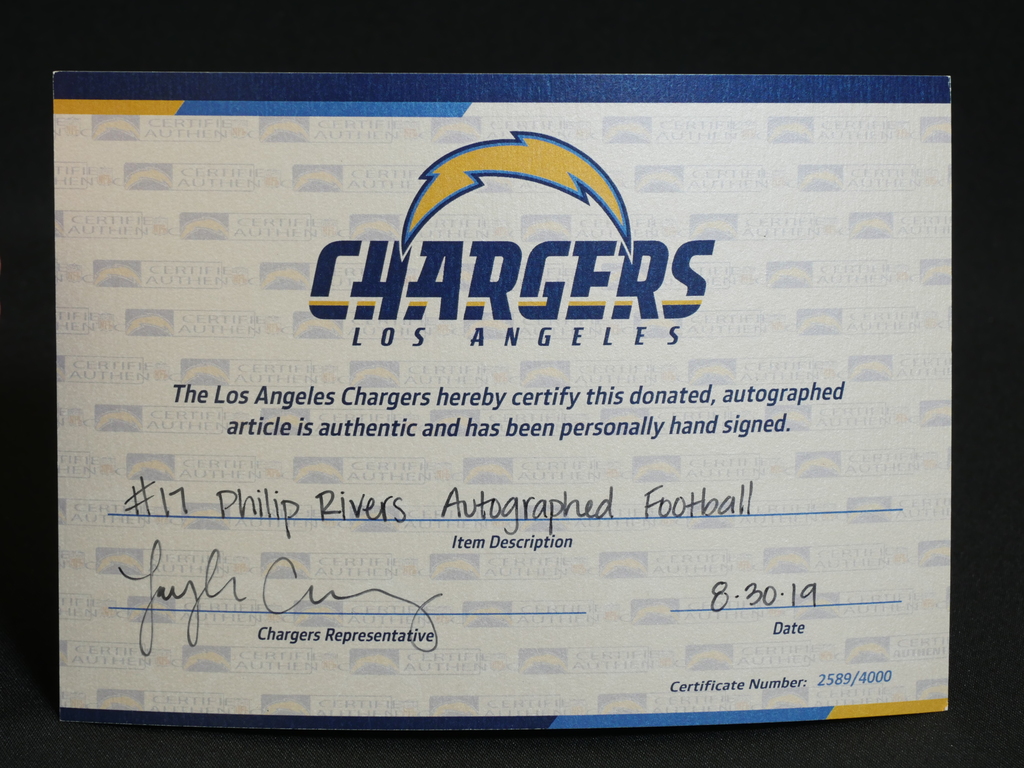 CHARGERS
LOS ANGELES
The Los Angeles Chargers hereby certify this donated, autographed
article is authentic and has been personally hand signed.
#17 Philip Rivers Autographed Football
Item Description
8·30·19
Chargers Representative
Date
Certificate Number: 2589/4000